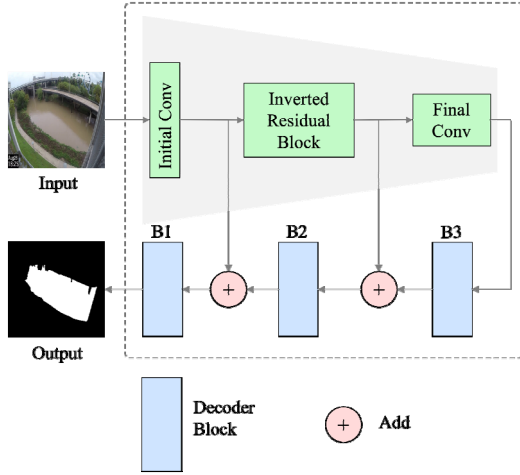 Initial Conv
Inverted
Residual
Block
Final
Conv
Input
B1
B2
B3
+
+
Output
Decoder
Block
+
Add